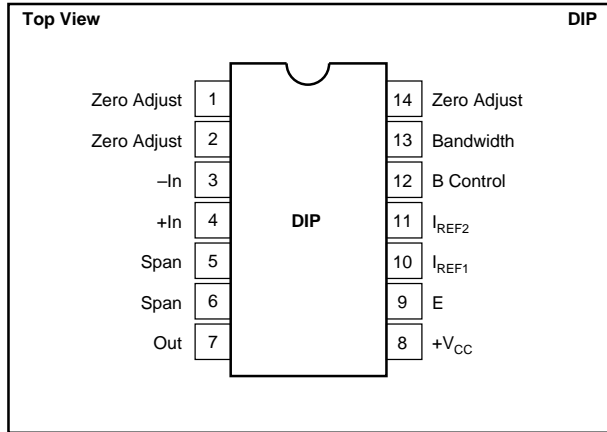 Top View DIP
Zero Adjust 1 14 Zero Adjust
Zero Adjust 2 13 Bandwidth
–In 3 12 B Control
+In 4 DIP 11 IREF2
Span 5 10 IREF1
Span 6 9 E
Out 7 8 +VCC